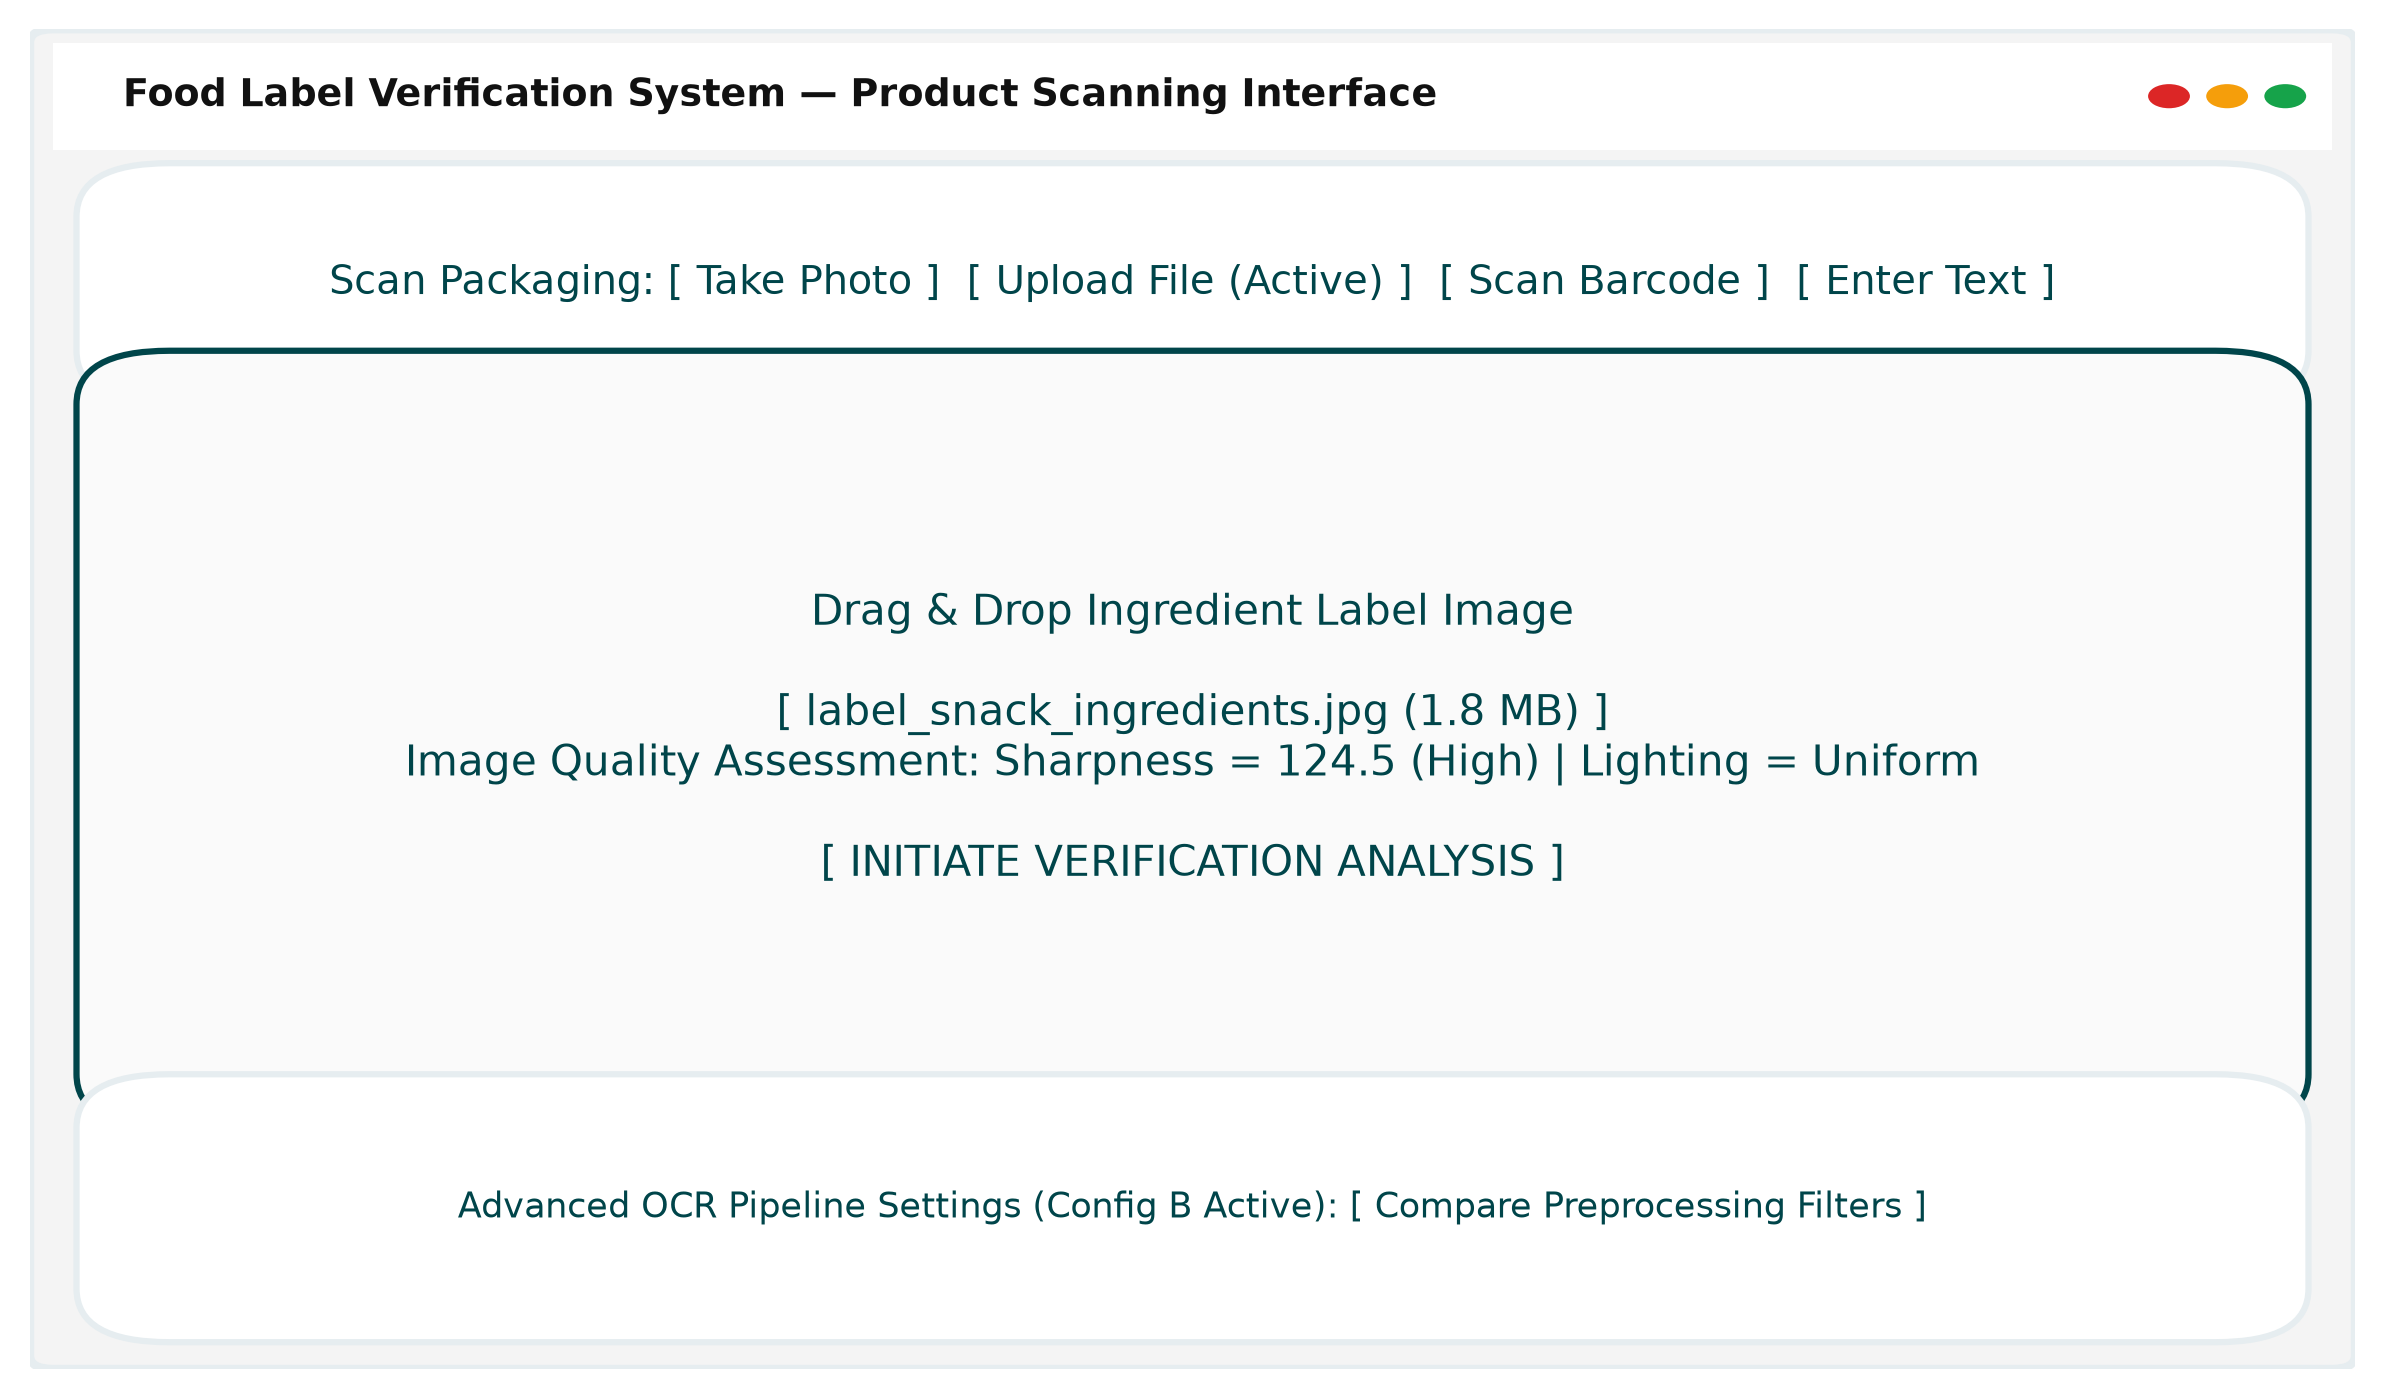 Food Label Verification System — Product Scanning Interface
Scan Packaging: [ Take Photo ]  [ Upload File (Active) ]  [ Scan Barcode ]  [ Enter Text ]
Drag & Drop Ingredient Label Image
[ label_snack_ingredients.jpg (1.8 MB) ]
Image Quality Assessment: Sharpness = 124.5 (High) | Lighting = Uniform
[ INITIATE VERIFICATION ANALYSIS ]
Advanced OCR Pipeline Settings (Config B Active): [ Compare Preprocessing Filters ]